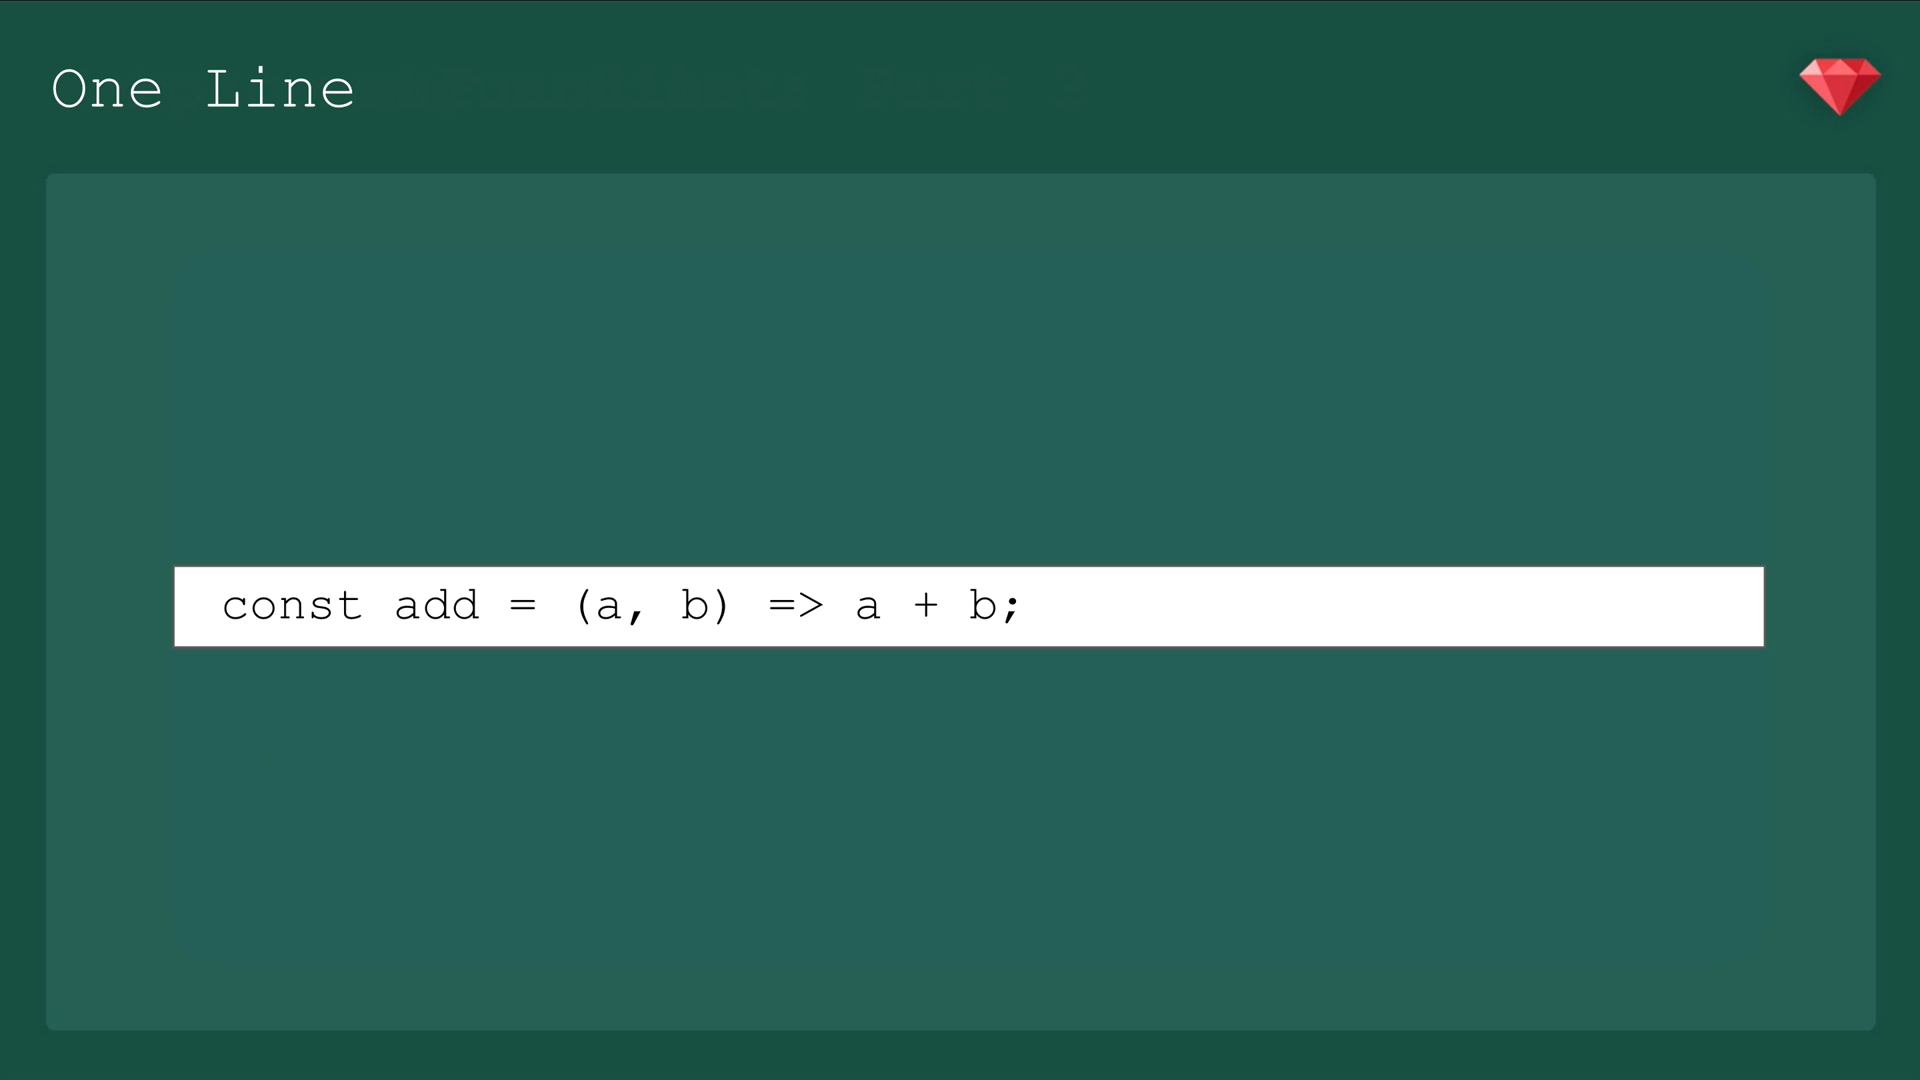 One Line
const add = (a, b) => a + b;